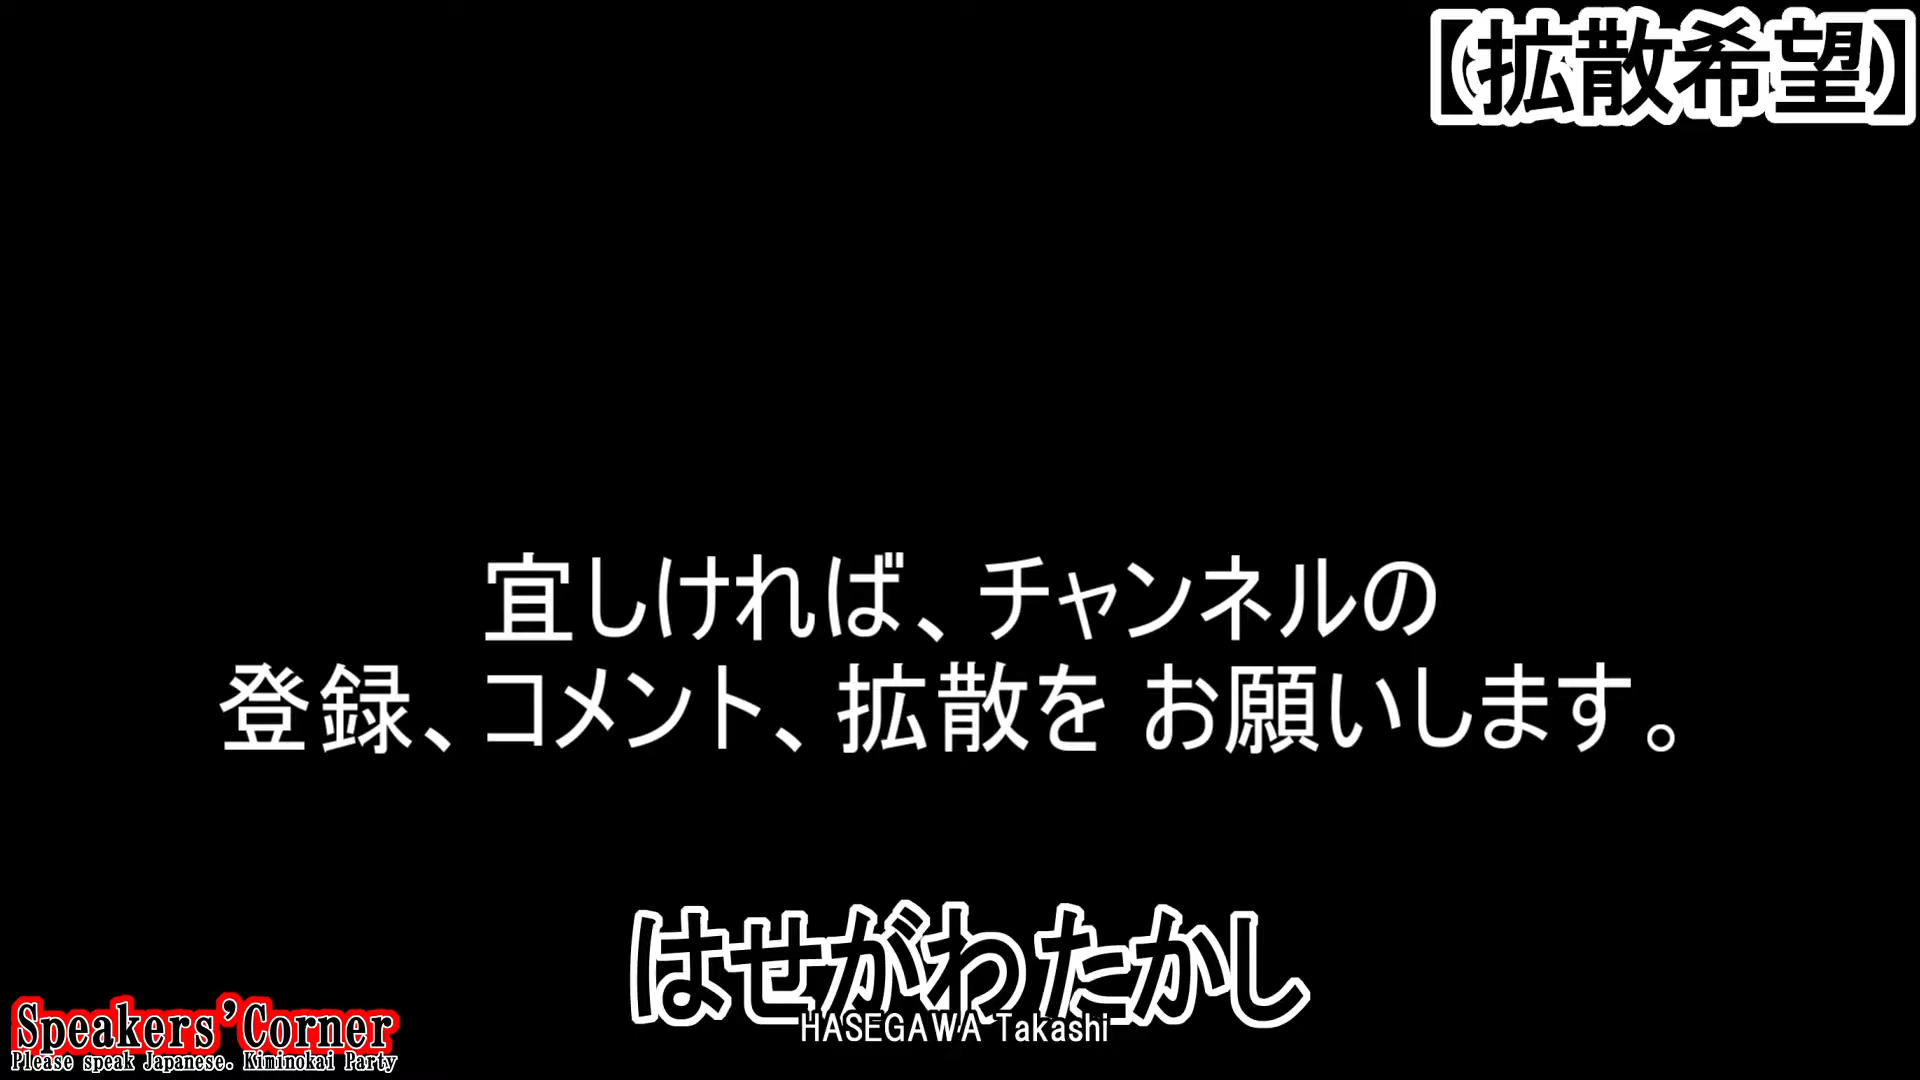 【拡散希望】
宜しければ、チャンネルの
登録、コメント、拡散を お願いします。
はせがわたかし
HASEGAWA Takashi
Speakers'Corner
Please speak Japanese. Kiminokai Party